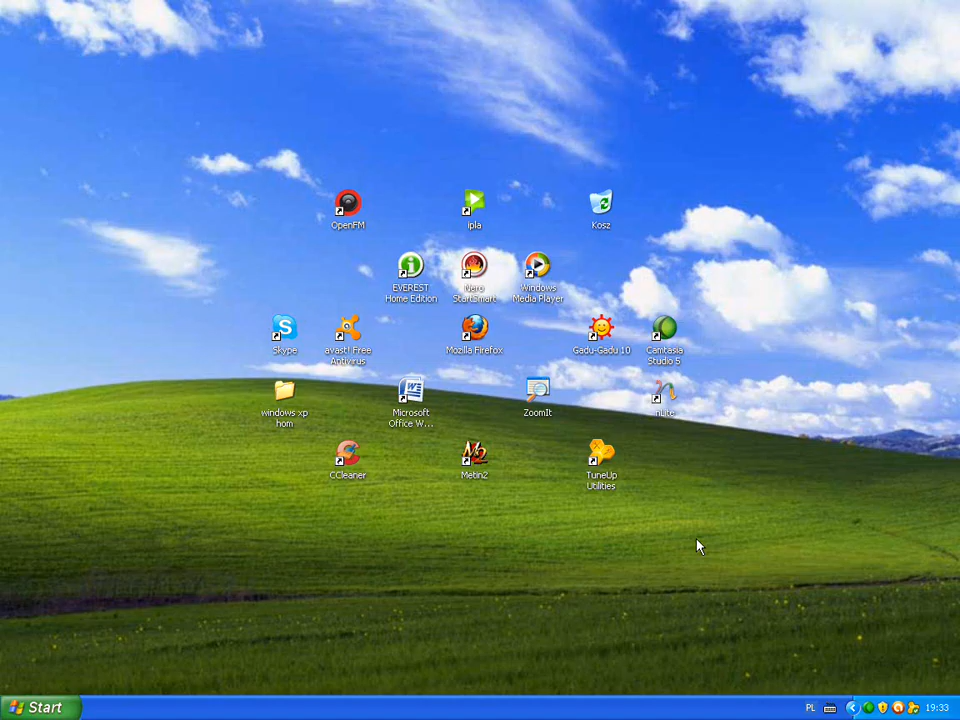 OpenFM
ipla
Kosz
EVEREST
Home Edition
Nero
StartSmart
Windows
Media Player
Skype
avast! Free
Antivirus
Mozilla Firefox
Gadu-Gadu 10
Camtasia
Studio 5
windows xp
hom
Microsoft
Office W...
ZoomIt
nLite
CCleaner
Metin2
TuneUp
Utilities
Start
PL
19:33